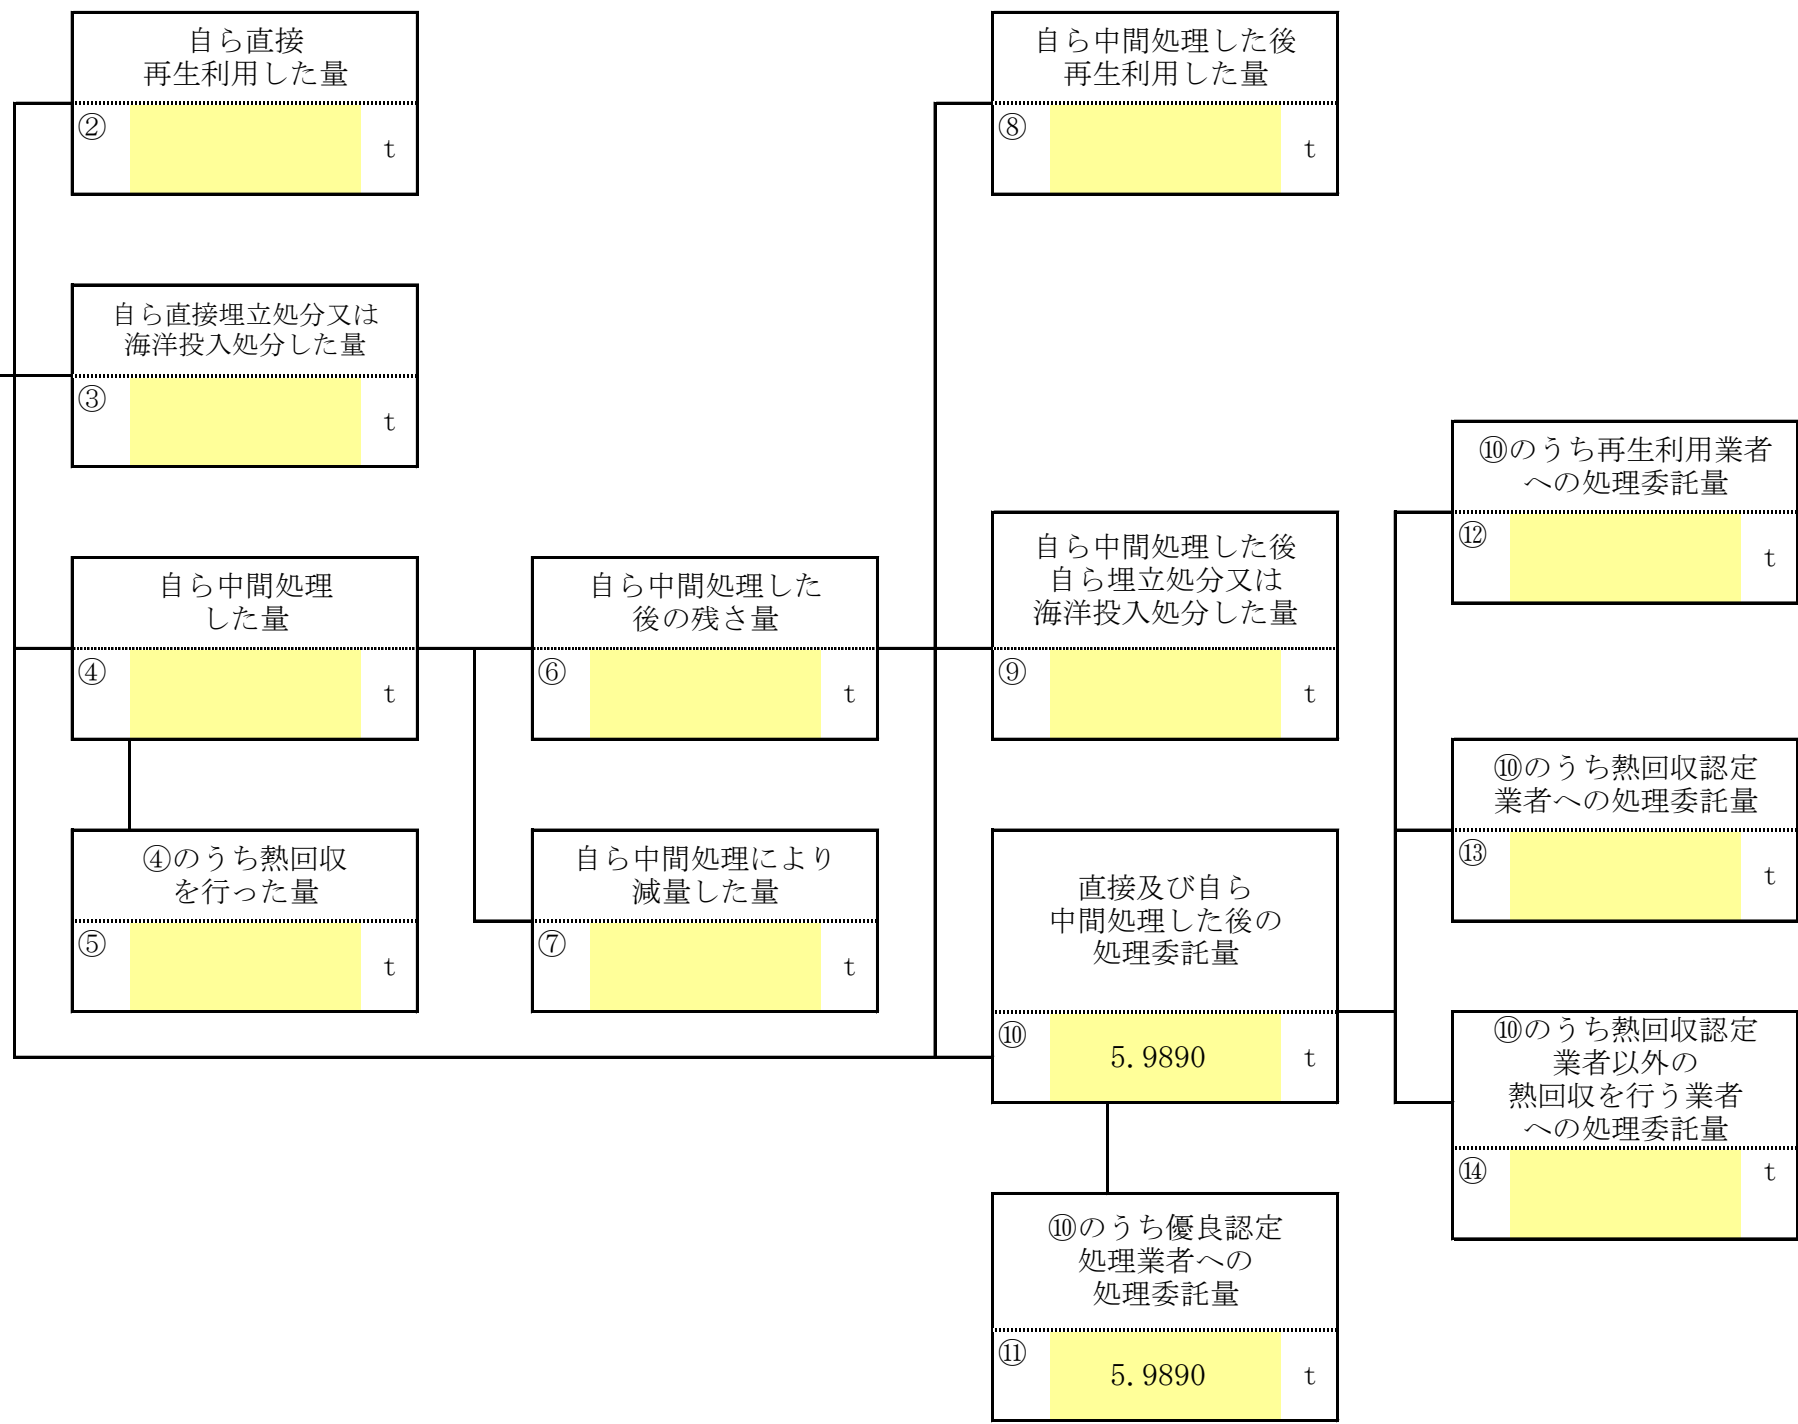 自ら直接
再生利用した量
②
t
自ら中間処理した後
再生利用した量
⑧
t
自ら直接埋立処分又は
海洋投入処分した量
③
t
⑩のうち再生利用業者
への処理委託量
⑫
t
自ら中間処理
した量
④
t
自ら中間処理した
後の残さ量
⑥
t
自ら中間処理した後
自ら埋立処分又は
海洋投入処分した量
⑨
t
⑩のうち熱回収認定
業者への処理委託量
⑬
t
④のうち熱回収
を行った量
⑤
t
自ら中間処理により
減量した量
⑦
t
直接及び自ら
中間処理した後の
処理委託量
⑩
5.9890 t
⑩のうち熱回収認定
業者以外の
熱回収を行う業者
への処理委託量
⑭
t
⑩のうち優良認定
処理業者への
処理委託量
⑪
5.9890 t